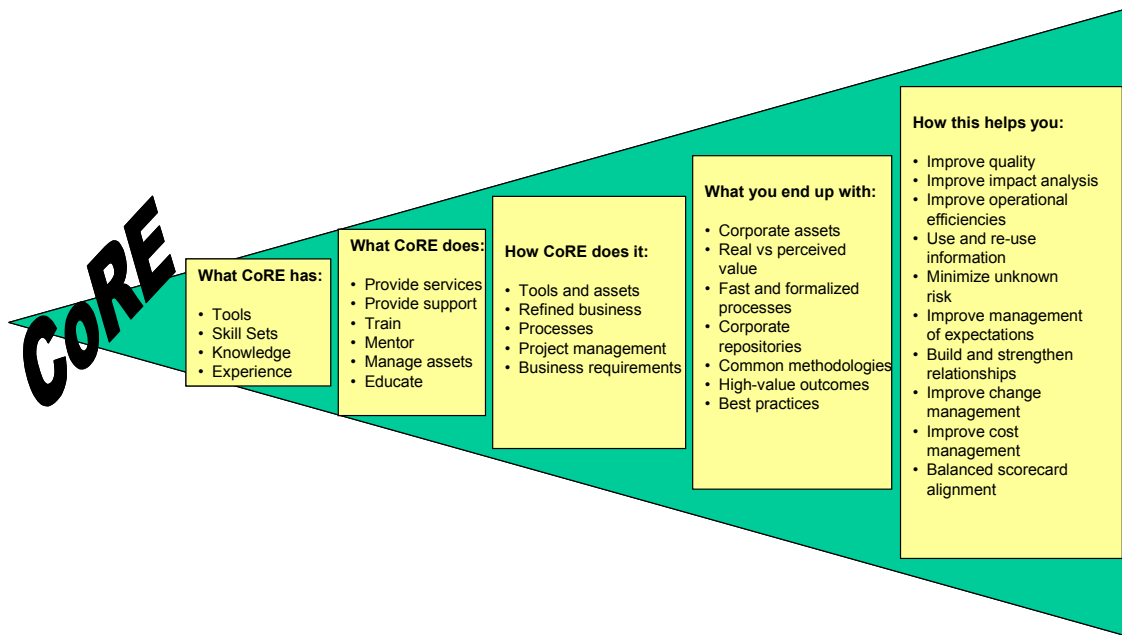 CoRE
What CoRE has:
• Tools
• Skill Sets
• Knowledge
• Experience
What CoRE does:
• Provide services
• Provide support
• Train
• Mentor
• Manage assets
• Educate
How CoRE does it:
• Tools and assets
• Refined business
• Processes
• Project management
• Business requirements
What you end up with:
• Corporate assets
• Real vs perceived
value
• Fast and formalized
processes
• Corporate
repositories
• Common methodologies
• High-value outcomes
• Best practices
How this helps you:
• Improve quality
• Improve impact analysis
• Improve operational
efficiencies
• Use and re-use
information
• Minimize unknown
risk
• Improve management
of expectations
• Build and strengthen
relationships
• Improve change
management
• Improve cost
management
• Balanced scorecard
alignment